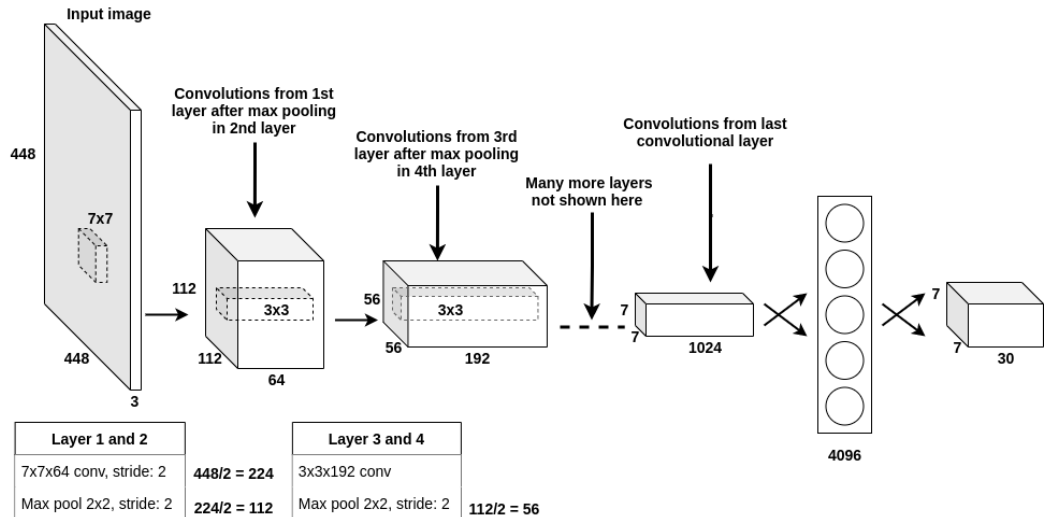 Input image
448
7x7
448
3
Convolutions from 1st
layer after max pooling
in 2nd layer
112
3x3
112
64
Convolutions from 3rd
layer after max pooling
in 4th layer
56
3x3
56
192
Many more layers
not shown here
Convolutions from last
convolutional layer
7
7
1024
4096
7
7
30
Layer 1 and 2
7x7x64 conv, stride: 2
448/2 = 224
Max pool 2x2, stride: 2
224/2 = 112
Layer 3 and 4
3x3x192 conv
Max pool 2x2, stride: 2
112/2 = 56